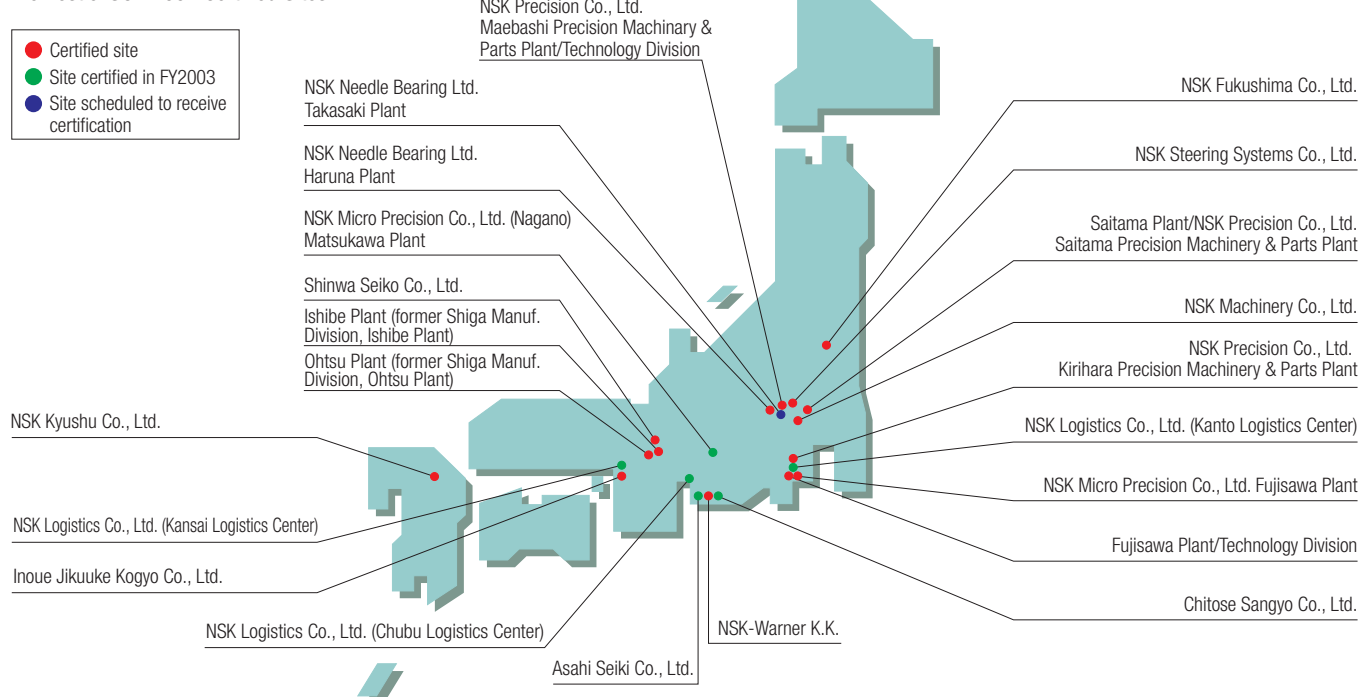 NSK Precision Co., Ltd.
Maebashi Precision Machinary &
Parts Plant/Technology Division
Certified site
Site certified in FY2003
Site scheduled to receive
certification
NSK Needle Bearing Ltd.
Takasaki Plant
NSK Needle Bearing Ltd.
Haruna Plant
NSK Micro Precision Co., Ltd. (Nagano)
Matsukawa Plant
Shinwa Seiko Co., Ltd.
Ishibe Plant (former Shiga Manuf.
Division, Ishibe Plant)
Ohtsu Plant (former Shiga Manuf.
Division, Ohtsu Plant)
NSK Kyushu Co., Ltd.
NSK Logistics Co., Ltd. (Kansai Logistics Center)
Inoue Jikuuke Kogyo Co., Ltd.
NSK Logistics Co., Ltd. (Chubu Logistics Center)
Asahi Seiki Co., Ltd.
NSK-Warner K.K.
NSK Fukushima Co., Ltd.
NSK Steering Systems Co., Ltd.
Saitama Plant/NSK Precision Co., Ltd.
Saitama Precision Machinery & Parts Plant
NSK Machinery Co., Ltd.
NSK Precision Co., Ltd.
Kirihara Precision Machinery & Parts Plant
NSK Logistics Co., Ltd. (Kanto Logistics Center)
NSK Micro Precision Co., Ltd. Fujisawa Plant
Fujisawa Plant/Technology Division
Chitose Sangyo Co., Ltd.